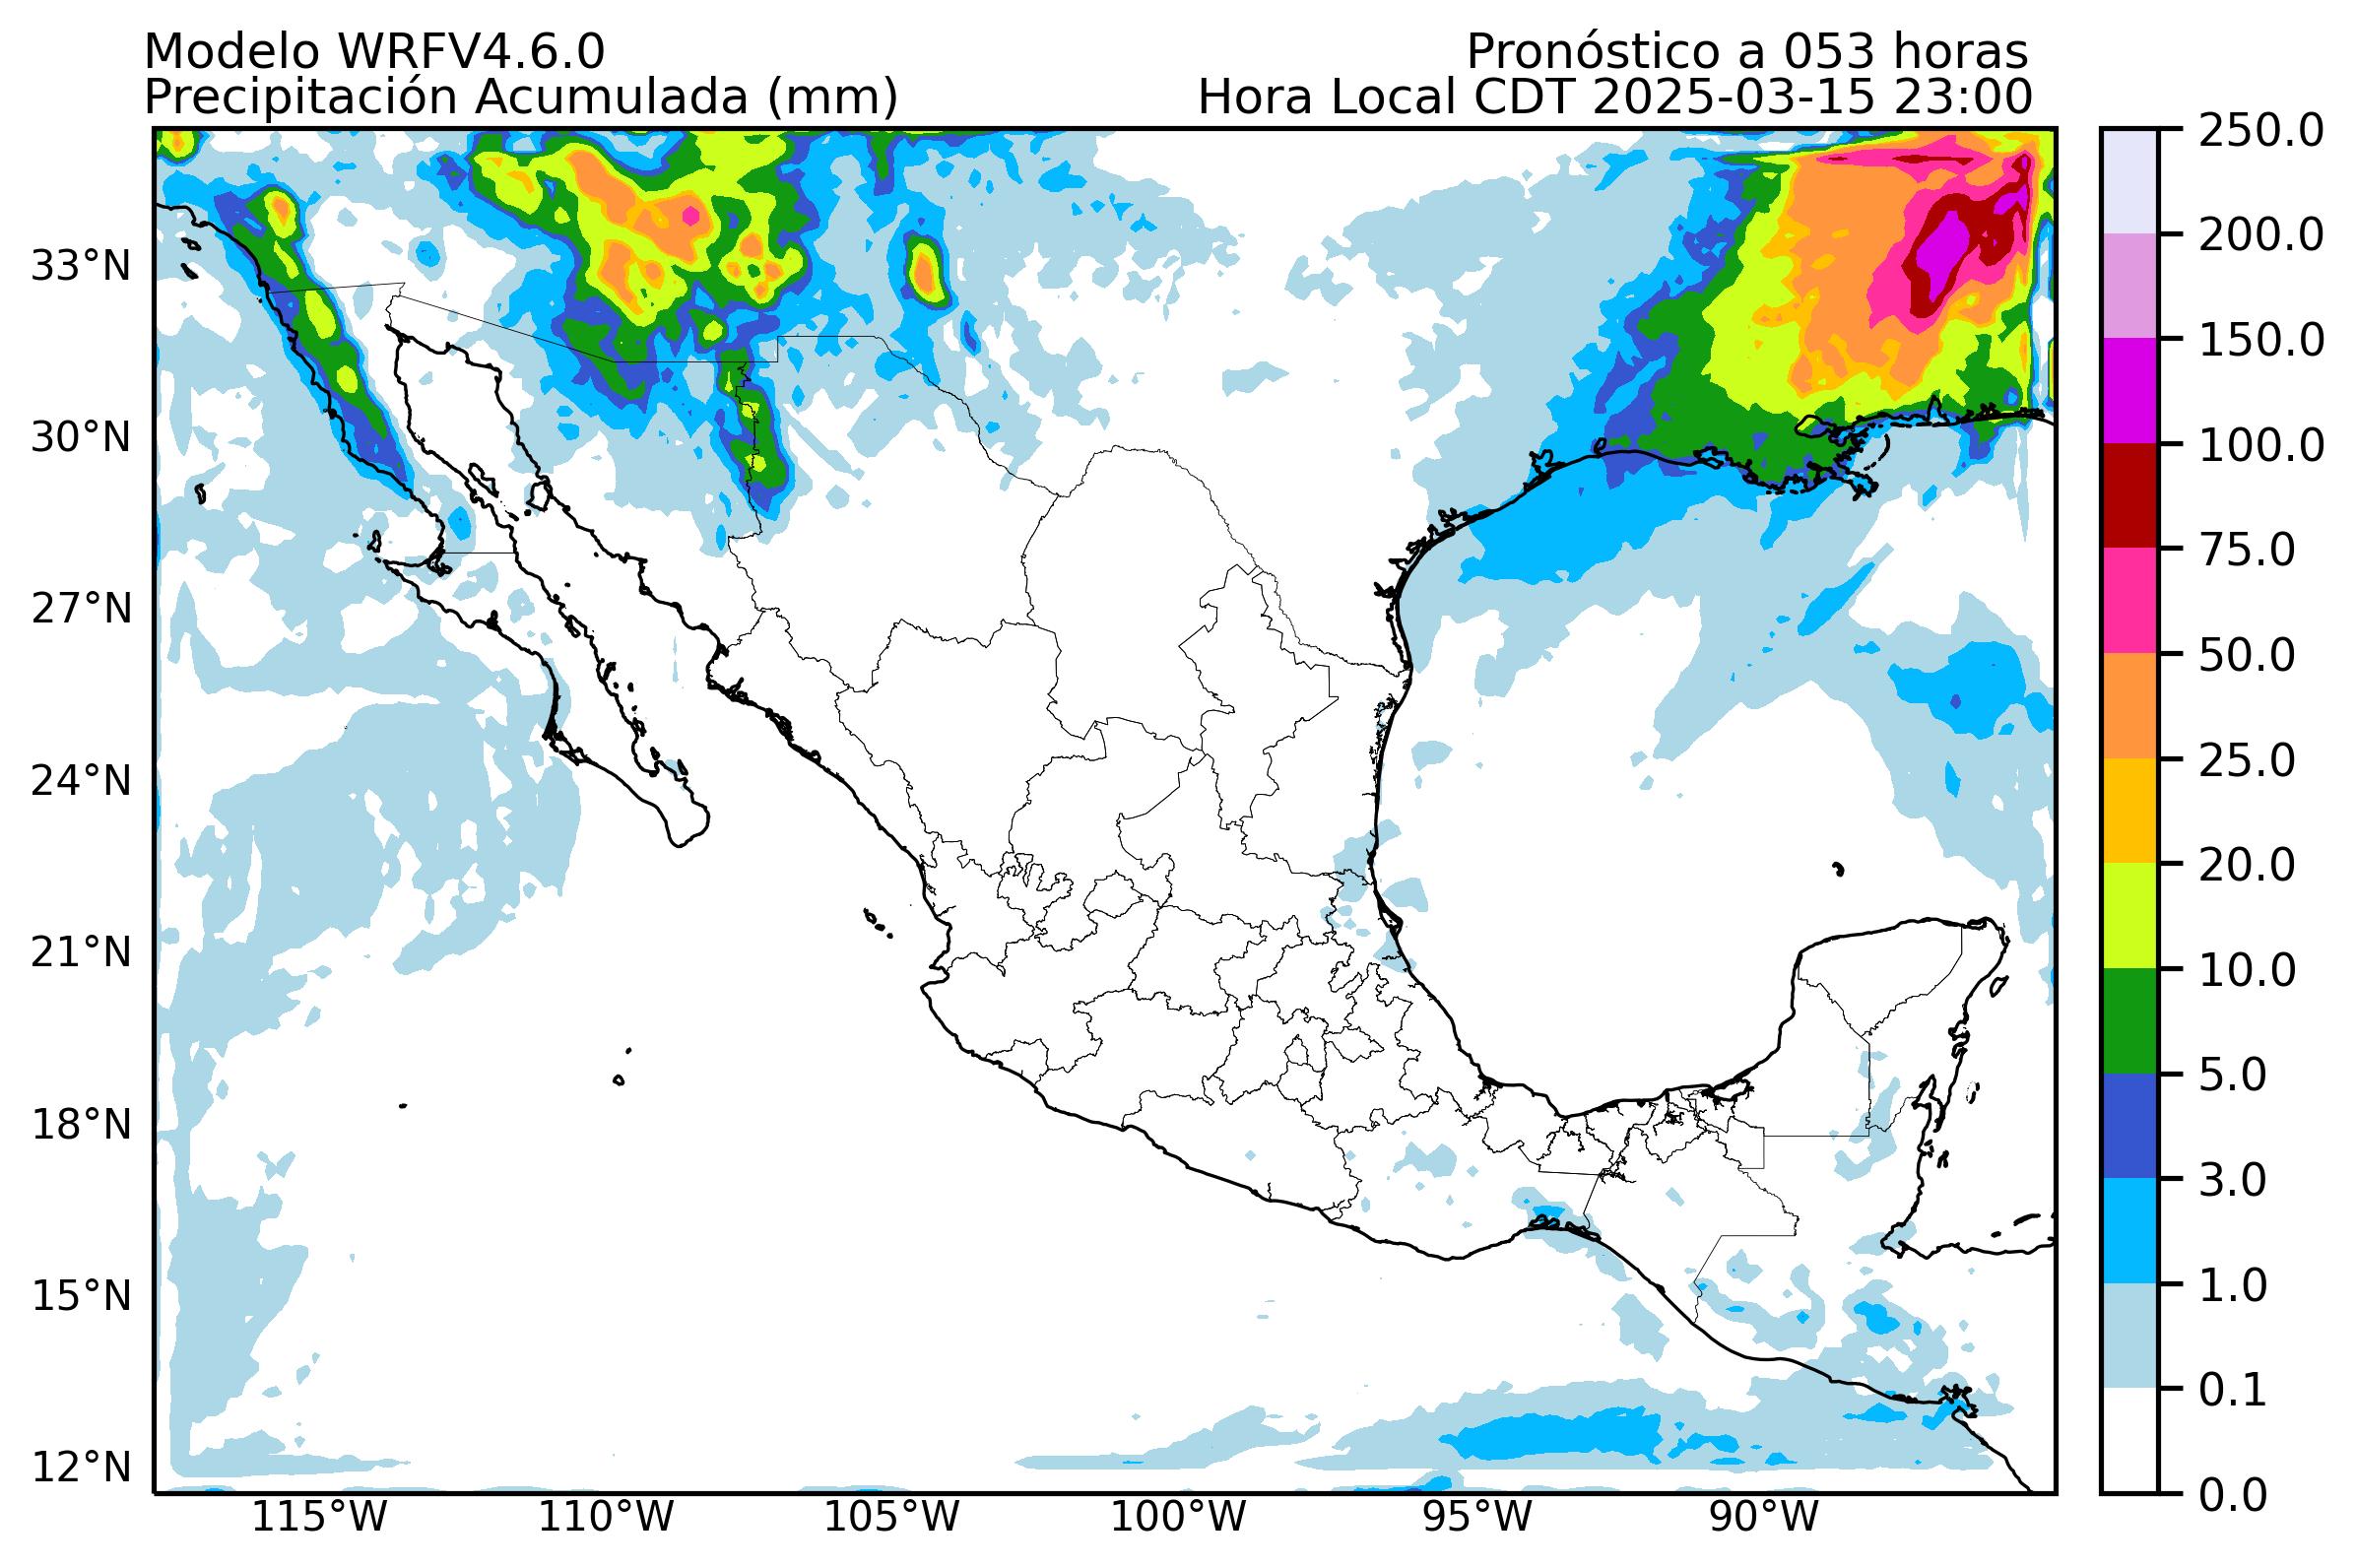 Modelo WRFV4.6.0
Pronóstico a 053 horas
Precipitación Acumulada (mm)
Hora Local CDT 2025-03-15 23:00
33°N
30°N
27°N
24°N
21°N
18°N
15°N
12°N
115°W
110°W
105°W
100°W
95°W
90°W
250.0
200.0
150.0
100.0
75.0
50.0
25.0
20.0
10.0
5.0
3.0
1.0
0.1
0.0